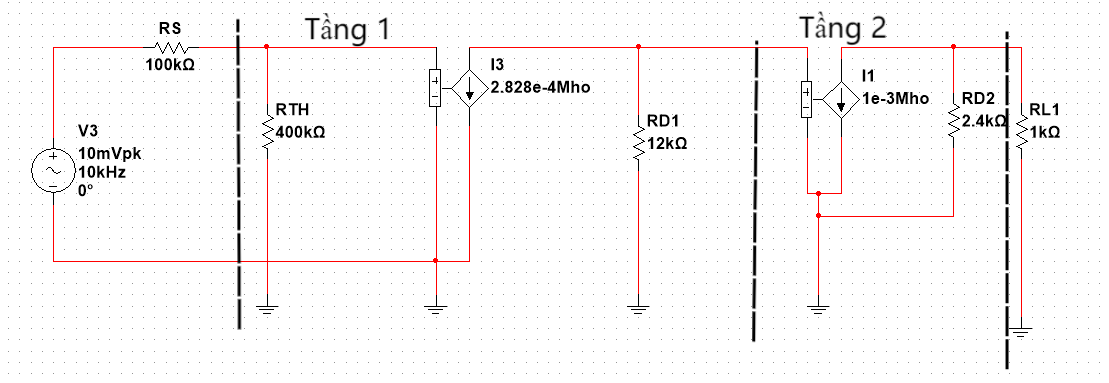 Tầng 1
Tầng 2
RS
100kΩ
V3
10mVpk
10kHz
0°
RTH
400kΩ
I3
2.828e-4Mho
RD1
12kΩ
I1
1e-3Mho
RD2
2.4kΩ
RL1
1kΩ